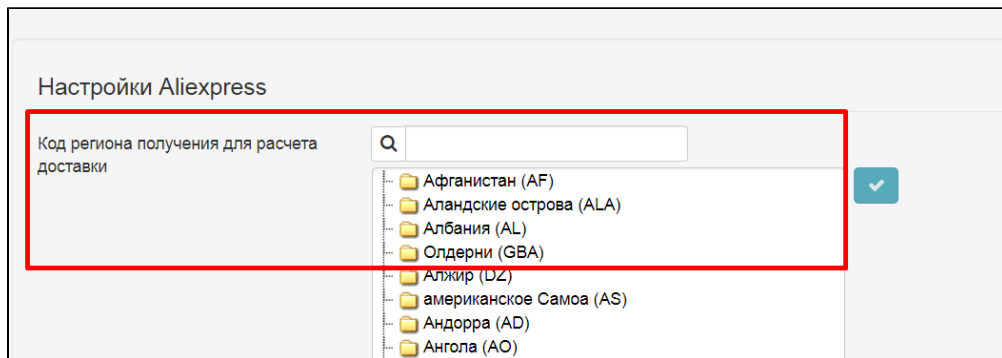 Настройки Aliexpress
Код региона получения для расчета
доставки
Афганистан (AF)
Аландские острова (ALA)
Албания (AL)
Олдерни (GBA)
Алжир (DZ)
американское Самоа (AS)
Андорра (AD)
Ангола (AO)